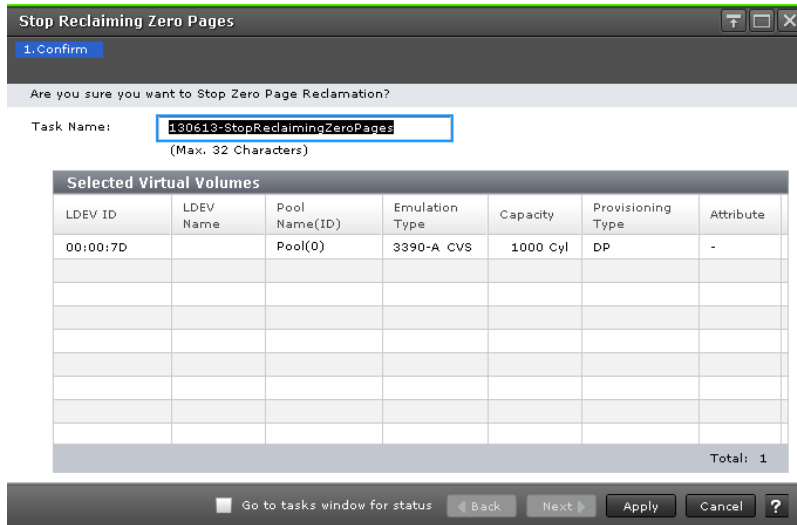 Stop Reclaiming Zero Pages
1.Confirm
Are you sure you want to Stop Zero Page Reclamation?
Task Name: 130613-StopReclaimingZeroPages
(Max. 32 Characters)
Selected Virtual Volumes
LDEV ID LDEV Name Pool Name(ID) Emulation Type Capacity Provisioning Type Attribute
00:00:7D Pool(0) 3390-A CVS 1000 Cyl DP -
Total: 1
Go to tasks window for status Back Next Apply Cancel ?